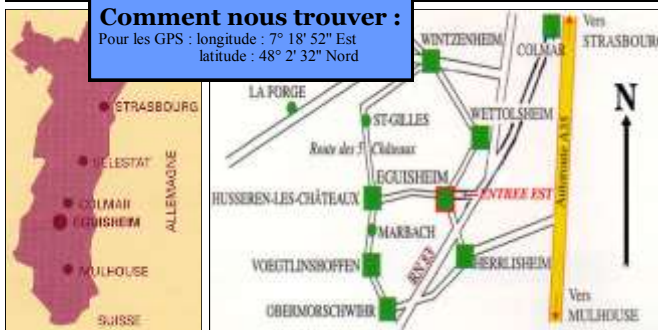 Comment nous trouver :
Pour les GPS : longitude : 7° 18' 52" Est
latitude : 48° 2' 32" Nord
STRASBOURG
SELESTAT
COLMAR
EGUISHEIM
MULHOUSE
SUISSE
ALLEMAGNE
WINTZENHEIM
COLMAR
Vers
STRASBOURG
LA FORGE
ST-GILLES
WETTOLSHEIM
N
Route des 5 Châteaux
EGUISHEIM
HUSSEREN-LES-CHÂTEAUX
ENTREE EST
Autoroute A35
MARBACH
VOEGTLINSHOFFEN
RN 83
HERRLISHEIM
OBERMORSCHWIHR
Vers
MULHOUSE